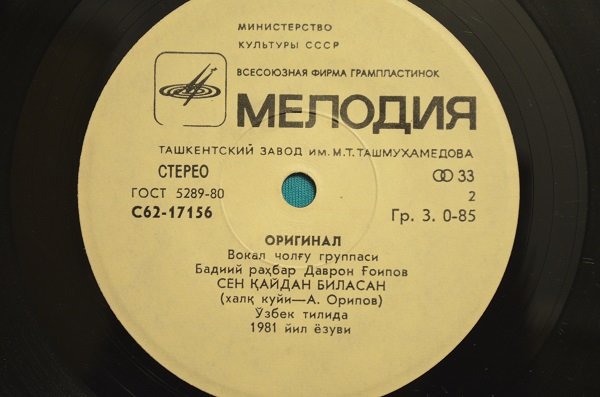 МИНИСТЕРСТВО
КУЛЬТУРЫ СССР
ВСЕСОЮЗНАЯ ФИРМА ГРАМПЛАСТИНОК
МЕЛОДИЯ
ТАШКЕНТСКИЙ ЗАВОД ИМ. М.Т. ТАШМУХАМЕДОВА
СТЕРЕО
33
ГОСТ 5289-80
2
С62-17156
Гр. 3. 0-85
ОРИГИНАЛ
Вокал чолғу группаси
Бадиий раҳбар Даврон Ғоипов
СЕН ҚАЙДАН БИЛАСАН
(халқ куйи—А. Орипов)
Ўзбек тилида
1981 йил ёзуви